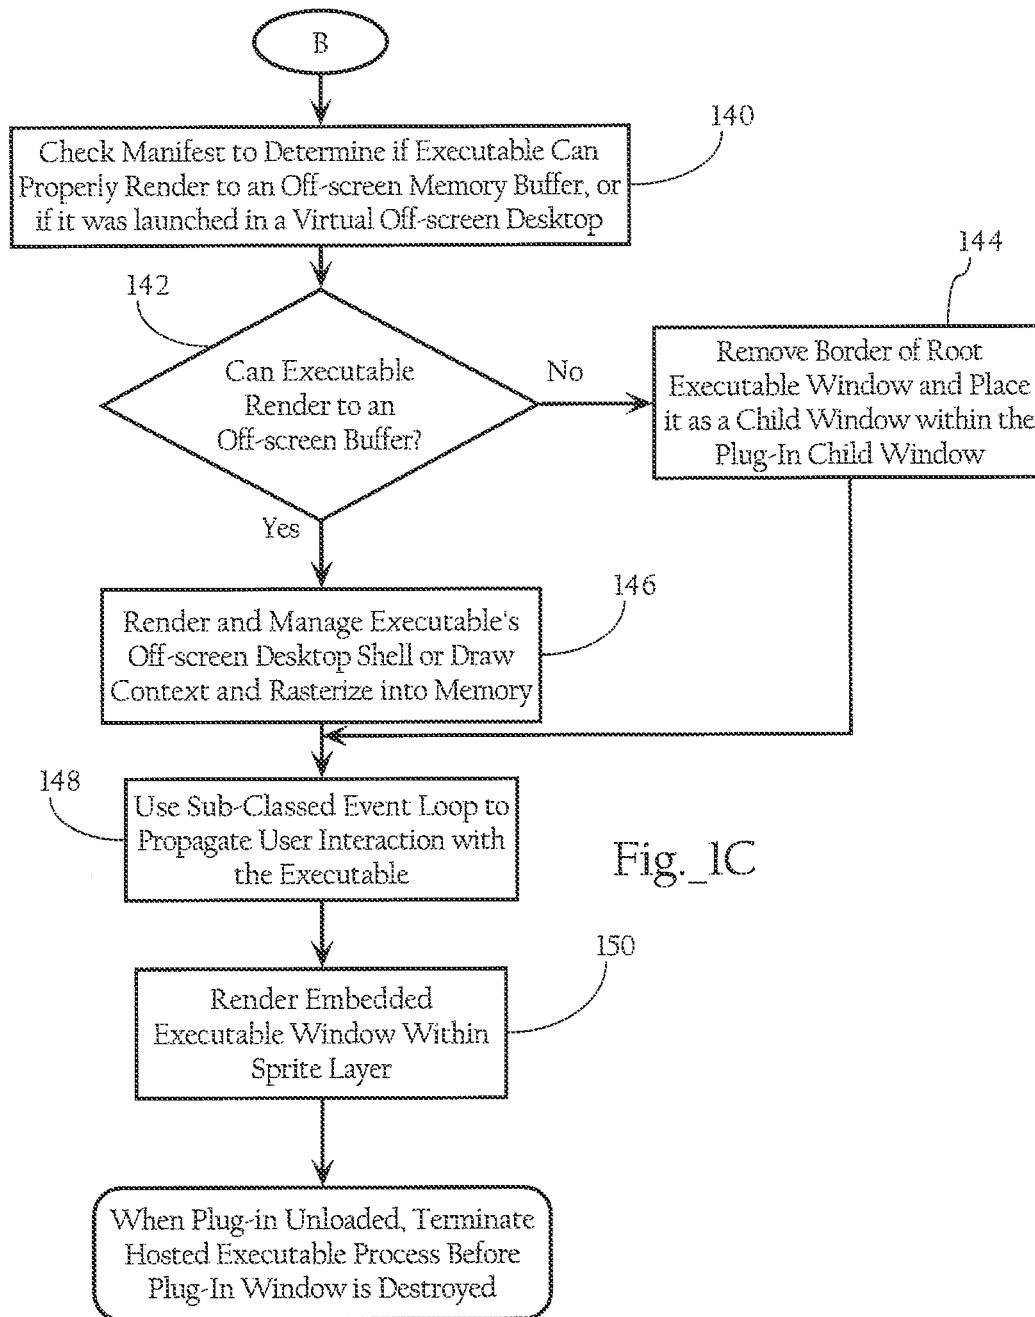 B
140
Check Manifest to Determine if Executable Can
Properly Render to an Off-screen Memory Buffer, or
if it was launched in a Virtual Off-screen Desktop
142
144
Can Executable
Render to an
Off-screen Buffer?
No
Remove Border of Root
Executable Window and Place
it as a Child Window within the
Plug-In Child Window
Yes
146
Render and Manage Executable's
Off-screen Desktop Shell or Draw
Context and Rasterize into Memory
148
Use Sub-Classed Event Loop to
Propagate User Interaction with
the Executable
Fig._1C
150
Render Embedded
Executable Window Within
Sprite Layer
When Plug-in Unloaded, Terminate
Hosted Executable Process Before
Plug-In Window is Destroyed